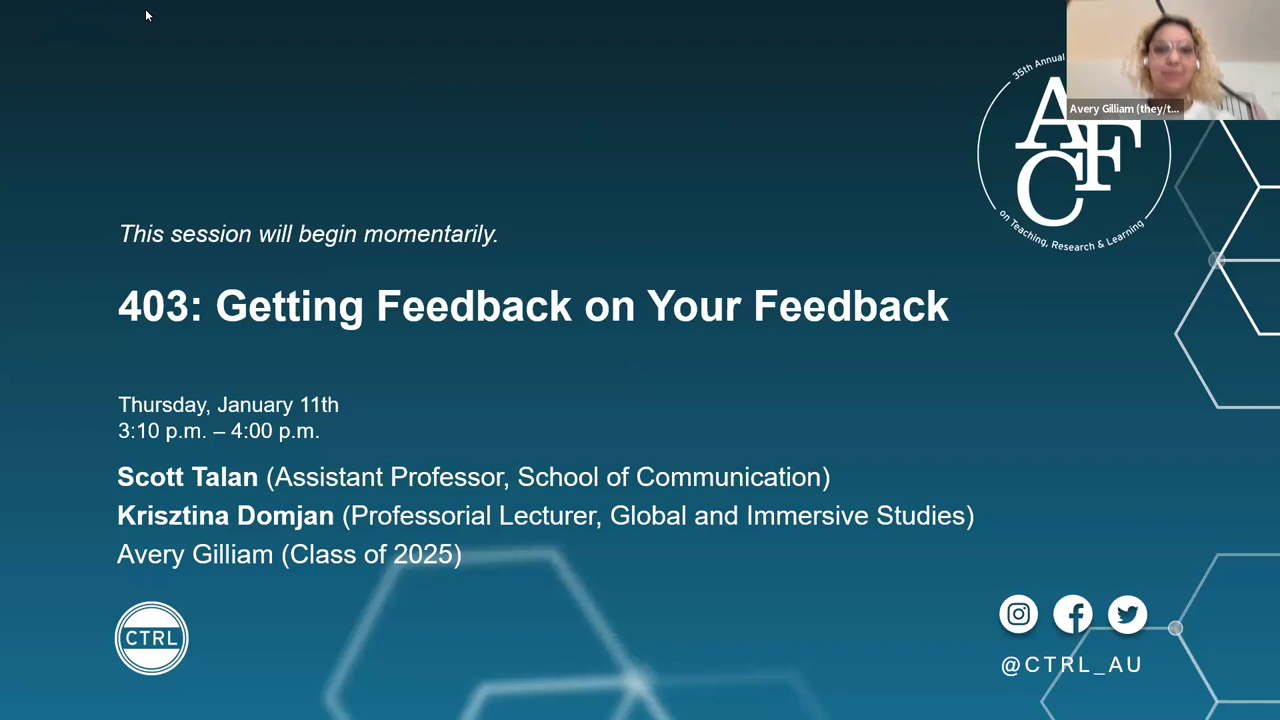 35th Annual
AFC
on Teaching, Research & Learning
Avery Gilliam (they/t...
This session will begin momentarily.
403: Getting Feedback on Your Feedback
Thursday, January 11th
3:10 p.m. – 4:00 p.m.
Scott Talan (Assistant Professor, School of Communication)
Krisztina Domjan (Professorial Lecturer, Global and Immersive Studies)
Avery Gilliam (Class of 2025)
CTRL
@CTRL_AU